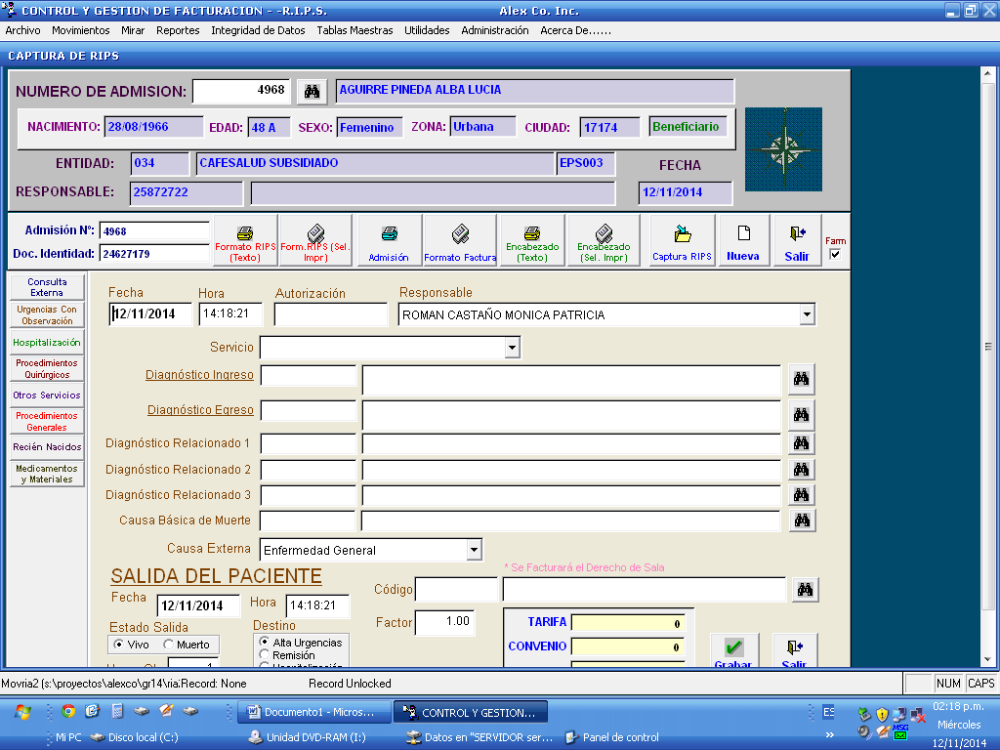 CONTROL Y GESTION DE FACTURACION - -R.I.P.S. Alex Co. Inc.
Archivo Movimientos Mirar Reportes Integridad de Datos Tablas Maestras Utilidades Administración Acerca De......
CAPTURA DE RIPS
NUMERO DE ADMISION: 4968 AGUIRRE PINEDA ALBA LUCIA
NACIMIENTO: 28/08/1966 EDAD: 48 A SEXO: Femenino ZONA: Urbana CIUDAD: 17174 Beneficiario
ENTIDAD: 034 CAFESALUD SUBSIDIADO EPS003 FECHA
RESPONSABLE: 25872722 12/11/2014
Admisión Nº: 4968
Doc. Identidad: 24627179
Formato RIPS (Texto)
Form.RIPS (Sel. Impr)
Admisión
Formato Factura
Encabezado (Texto)
Encabezado (Sel. Impr)
Captura RIPS
Nueva
Salir
Farm
Consulta Externa
Urgencias Con Observación
Hospitalización
Procedimientos Quirúrgicos
Otros Servicios
Procedimientos Generales
Recién Nacidos
Medicamentos y Materiales
Fecha Hora Autorización Responsable
12/11/2014 14:18:21 ROMAN CASTAÑO MONICA PATRICIA
Servicio
Diagnóstico Ingreso
Diagnóstico Egreso
Diagnóstico Relacionado 1
Diagnóstico Relacionado 2
Diagnóstico Relacionado 3
Causa Básica de Muerte
Causa Externa Enfermedad General
SALIDA DEL PACIENTE * Se Facturará el Derecho de Sala
Fecha 12/11/2014 Hora 14:18:21 Código
Factor 1.00 TARIFA 0
Estado Salida Destino
Vivo Muerto Alta Urgencias CONVENIO 0
Remisión
Grabar Salir
Movria2 (s:\proyectos\alexco\gr14\ria:Record: None Record Unlocked NUM CAPS
Documento1 - Micros... CONTROL Y GESTION... ES 02:18 p.m.
Miércoles
Mi PC Disco local (C:) Unidad DVD-RAM (I:) Datos en "SERVIDOR ser... Panel de control » MSG
12/11/2014